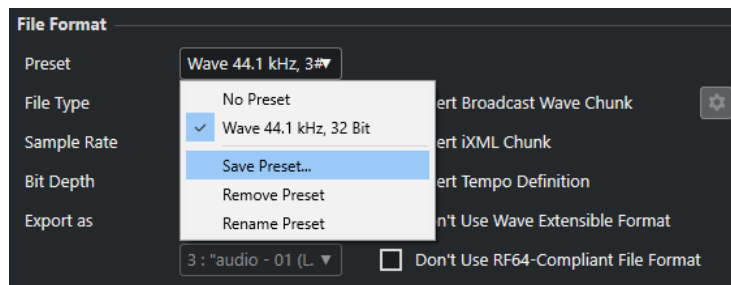 File Format
Preset
Wave 44.1 kHz, 3#
File Type
No Preset
ert Broadcast Wave Chunk
Wave 44.1 kHz, 32 Bit
Sample Rate
ert iXML Chunk
Save Preset...
Bit Depth
ert Tempo Definition
Remove Preset
Export as
Rename Preset
n't Use Wave Extensible Format
3 : "audio - 01 (L.
Don't Use RF64-Compliant File Format